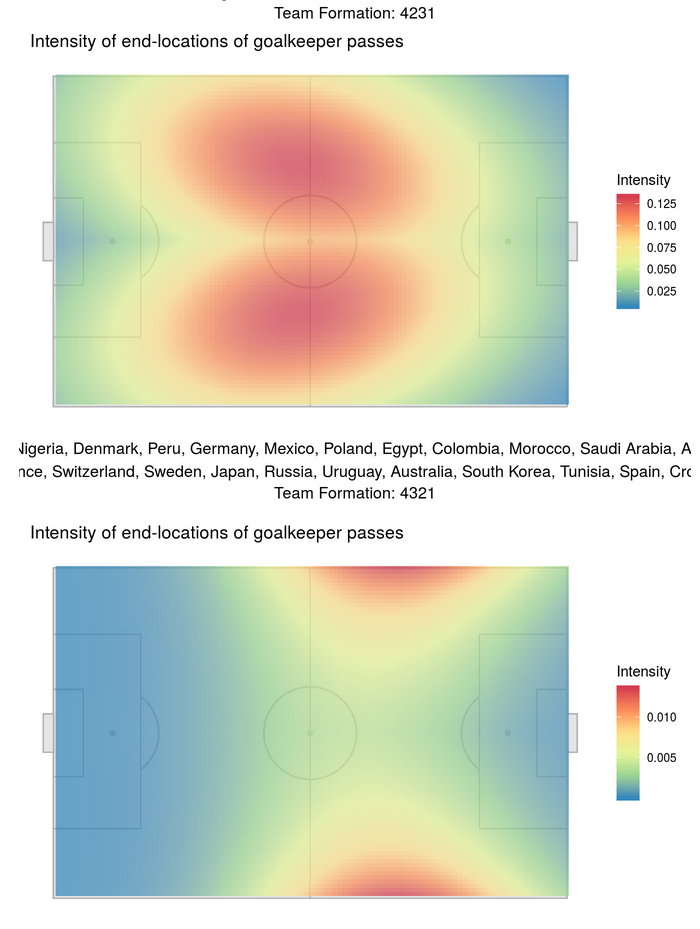 Team Formation: 4231
Intensity of end-locations of goalkeeper passes
Intensity
0.125
0.100
0.075
0.050
0.025
Nigeria, Denmark, Peru, Germany, Mexico, Poland, Egypt, Colombia, Morocco, Saudi Arabia, A
nce, Switzerland, Sweden, Japan, Russia, Uruguay, Australia, South Korea, Tunisia, Spain, Cro
Team Formation: 4321
Intensity of end-locations of goalkeeper passes
Intensity
0.010
0.005